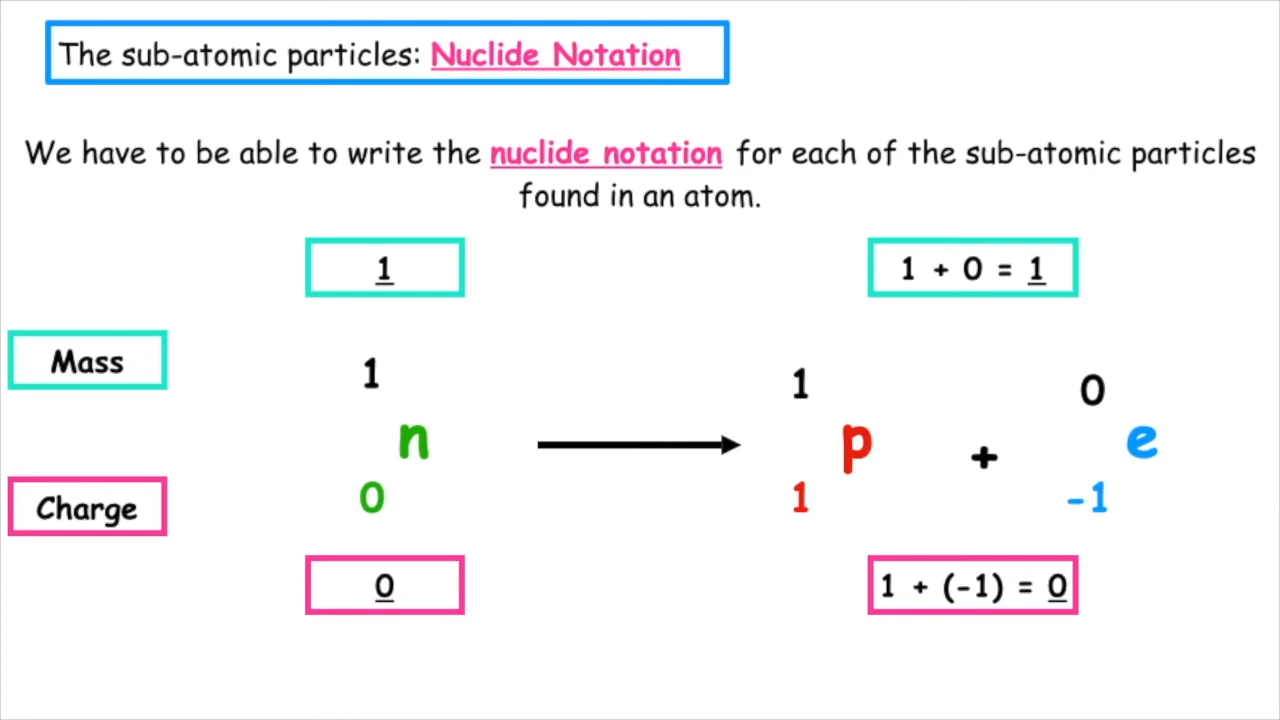 The sub-atomic particles: Nuclide Notation
We have to be able to write the nuclide notation for each of the sub-atomic particles
found in an atom.
1
1 + 0 = 1
Mass
1
1
0
n
p
+
e
Charge
0
1
-1
0
1 + (-1) = 0